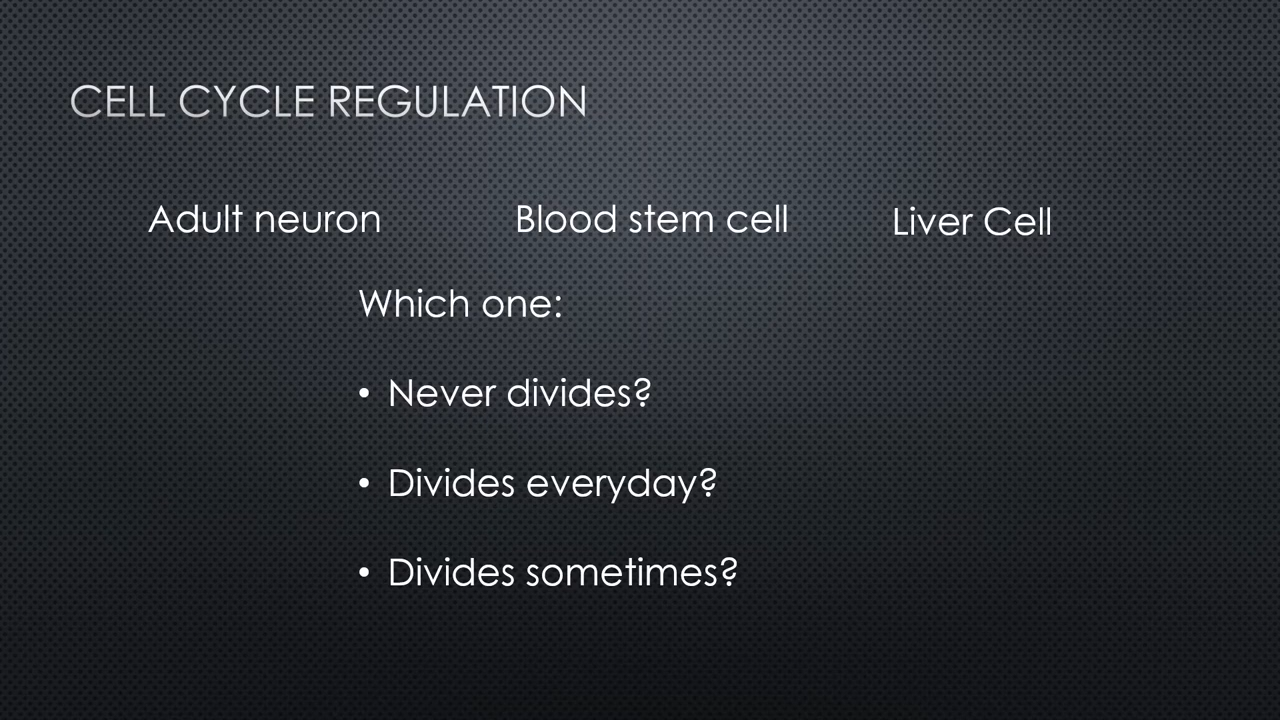 CELL CYCLE REGULATION
Adult neuron
Blood stem cell
Liver Cell
Which one:
• Never divides?
• Divides everyday?
• Divides sometimes?